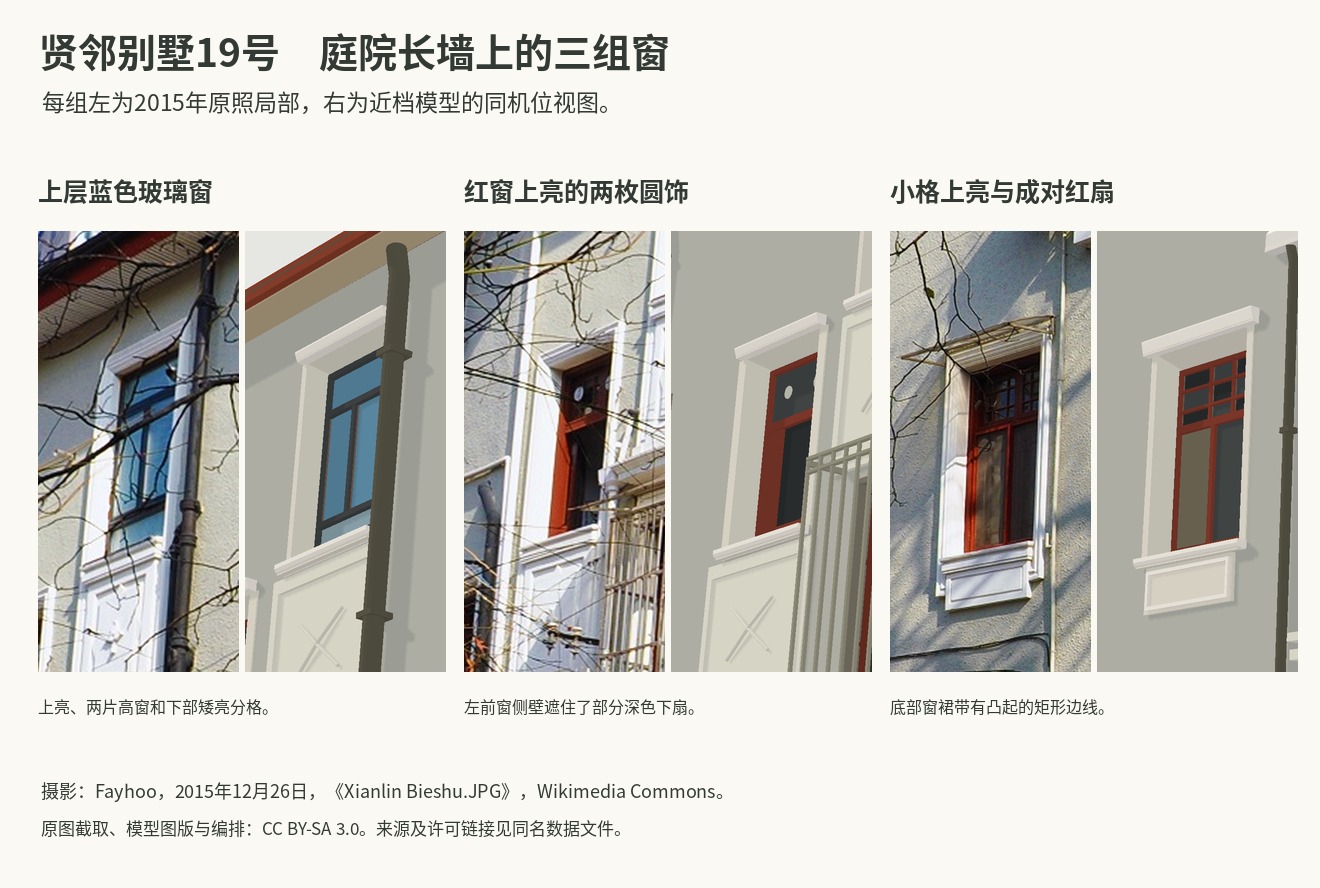 贤邻别墅19号　庭院长墙上的三组窗
每组左为2015年原照局部，右为近档模型的同机位视图。
上层蓝色玻璃窗
红窗上亮的两枚圆饰
小格上亮与成对红扇
上亮、两片高窗和下部矮亮分格。
左前窗侧壁遮住了部分深色下扇。
底部窗裙带有凸起的矩形边线。
摄影：Fayhoo，2015年12月26日，《Xianlin Bieshu.JPG》，Wikimedia Commons。
原图截取、模型图版与编排：CC BY-SA 3.0。来源及许可链接见同名数据文件。